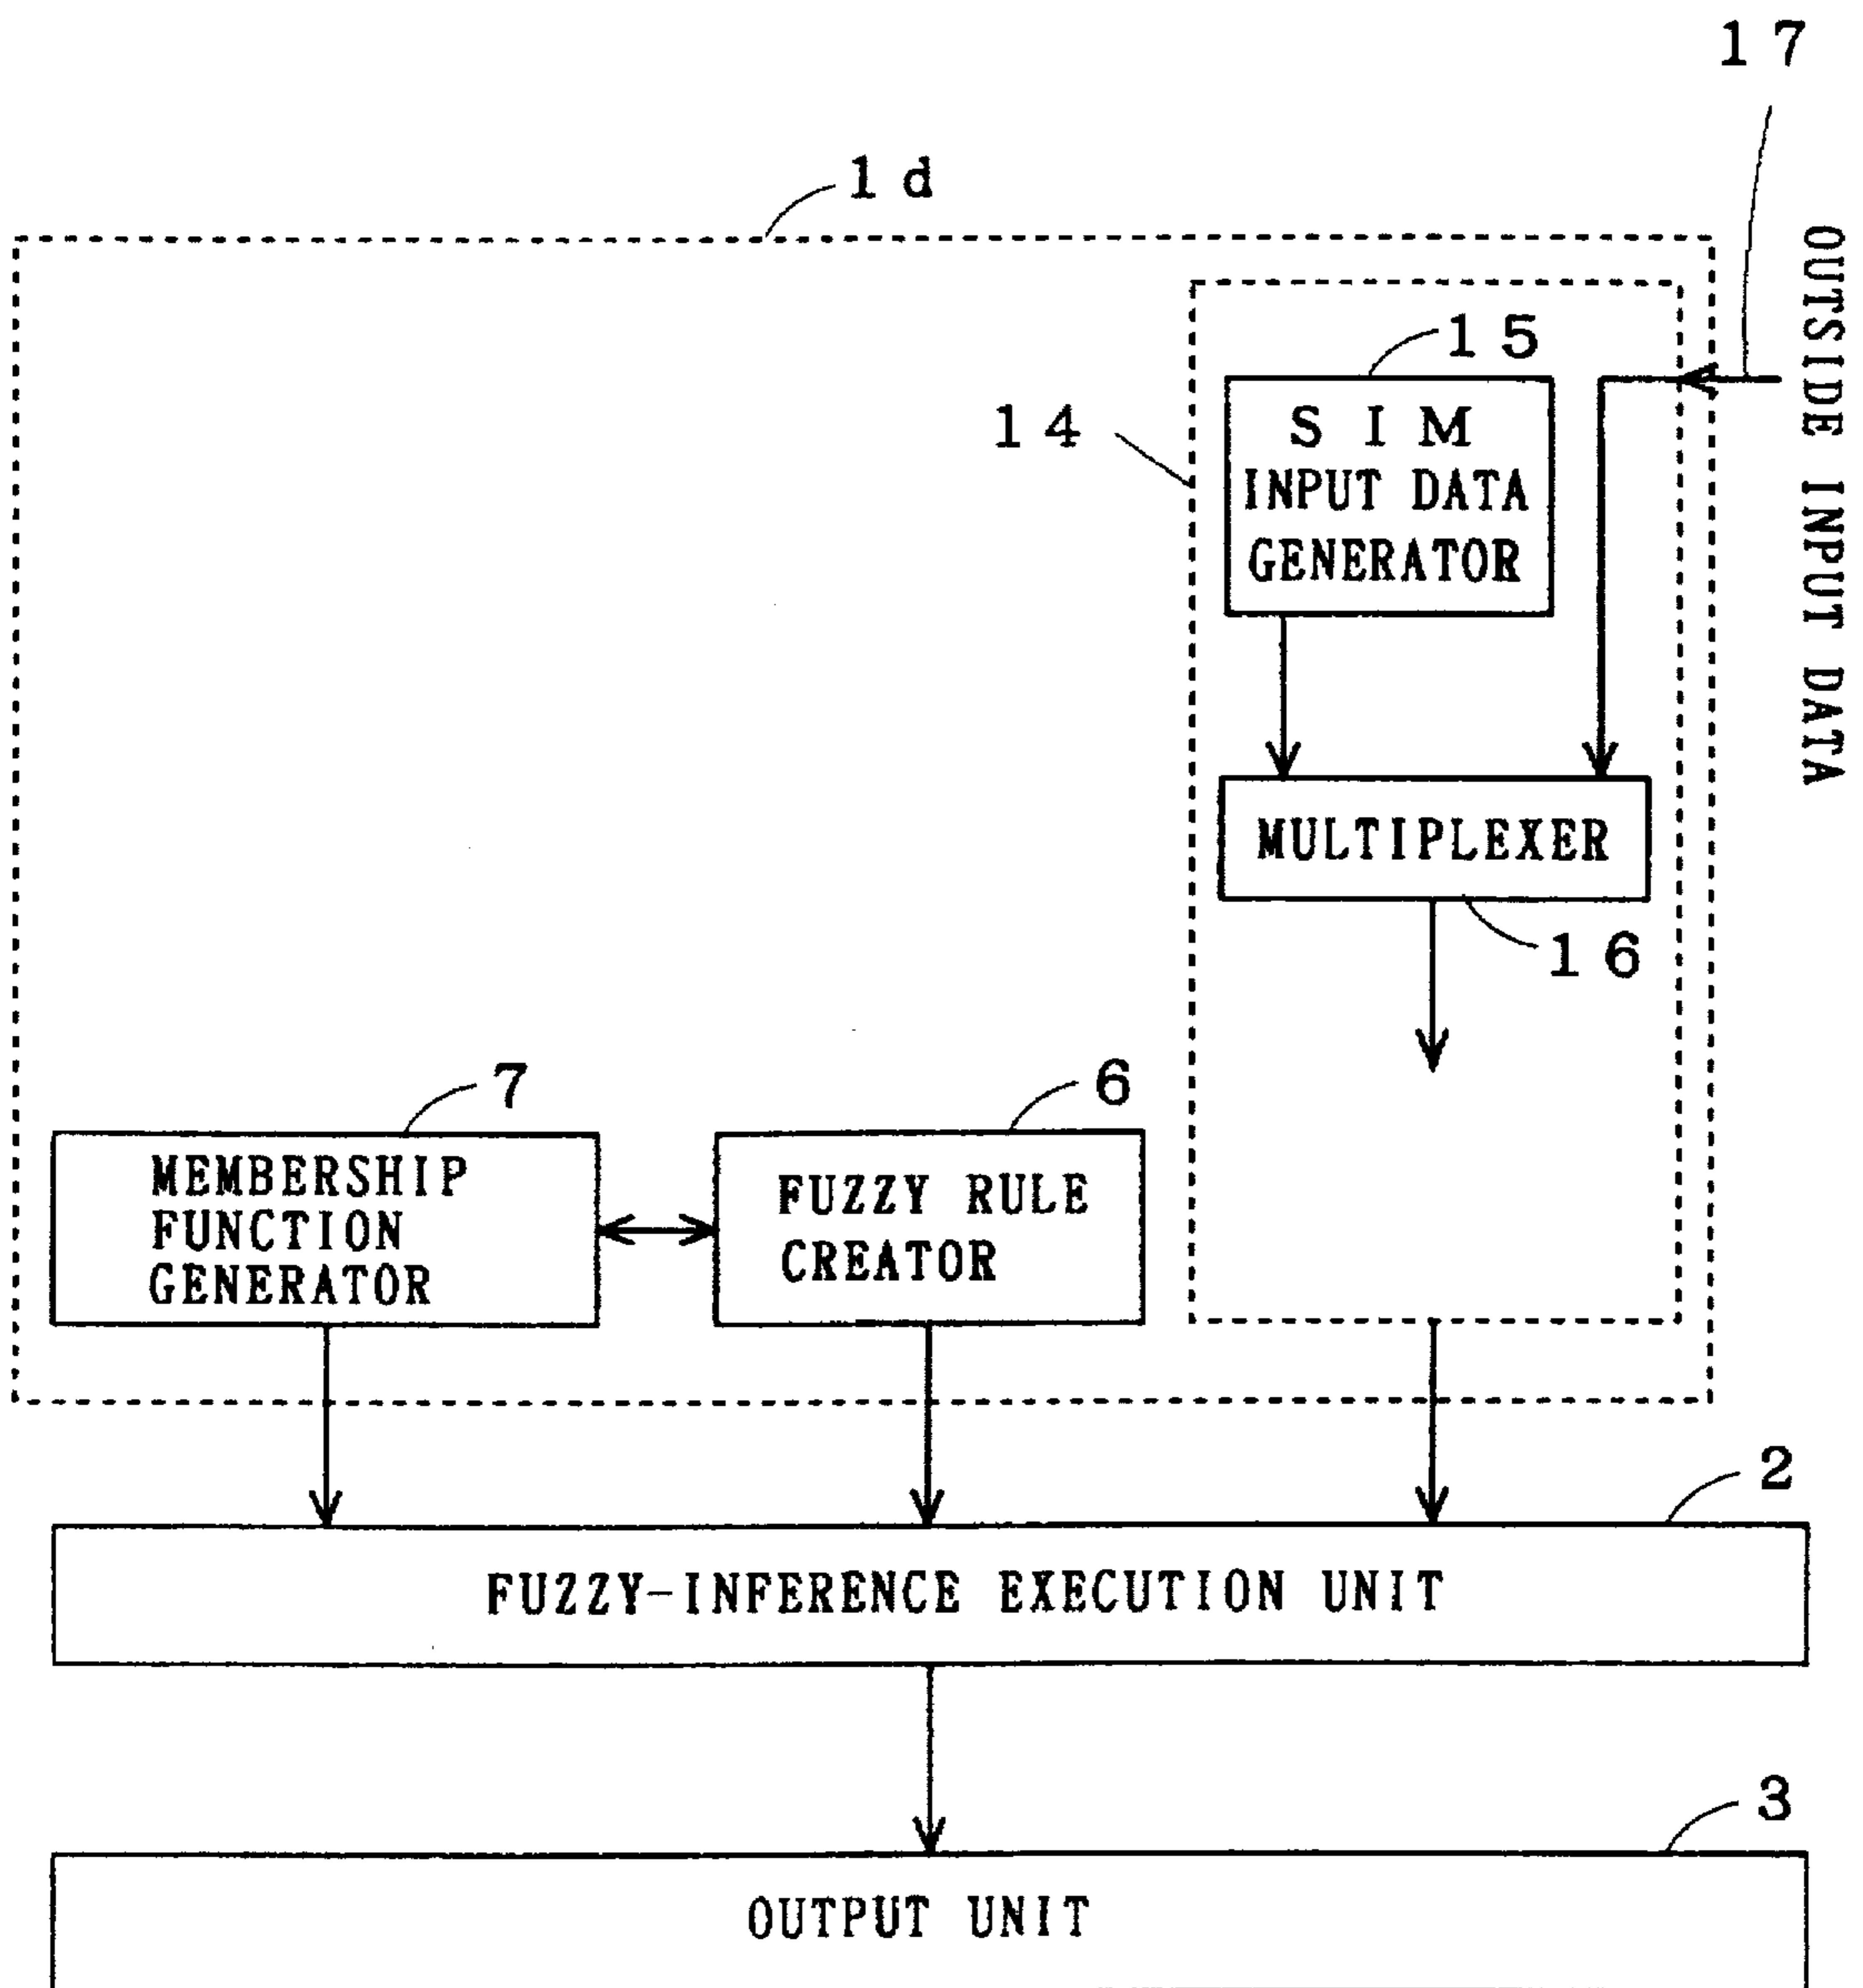 17
1d
OUTSIDE INPUT DATA
15
14
SIM
INPUT DATA
GENERATOR
MULTIPLEXER
16
7
6
MEMBERSHIP
FUNCTION
GENERATOR
FUZZY RULE
CREATOR
2
FUZZY-INFERENCE EXECUTION UNIT
3
OUTPUT UNIT